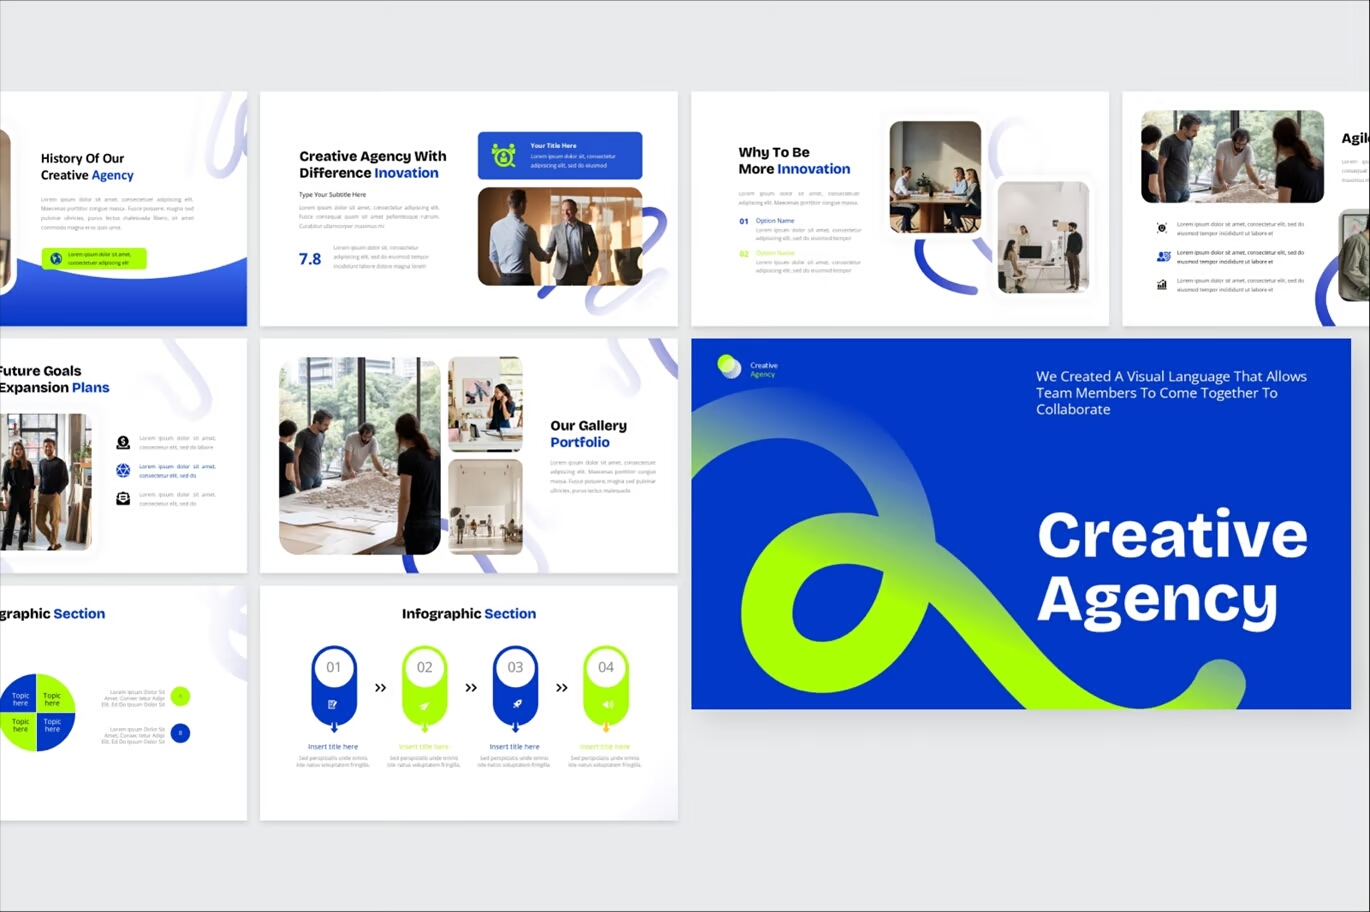 History Of Our
Creative Agency
Lorem ipsum dolor sit amet, consectetuer adipiscing elit.
Maecenas porttitor congue massa. Fusce posuere, magna sed
pulvinar ultricies, purus lectus malesuada libero, sit amet
commodo magna eros quis urna.
Lorem ipsum dolor sit amet,
consectetuer adipiscing elit
Creative Agency With
Difference Inovation
Type Your Subtitle Here
Lorem ipsum dolor sit amet, consectetuer adipiscing elit.
Fusce consequat quam sit amet pellentesque rutrum.
Curabitur ullamcorper maximus mi
7.8
Lorem ipsum dolor sit amet, consectetur
adipiscing elit, sed do eiusmod tempor
incididunt labore dolore magna lorem
Your Title Here
Lorem ipsum dolor sit amet, consectetur
adipiscing elit, sed do eiusmod
Why To Be
More Innovation
Lorem ipsum dolor sit amet, consectetuer
adipiscing elit. Maecenas porttitor congue massa.
01 Option Name
Lorem ipsum dolor sit amet, consectetur
adipiscing elit, sed do eiusmod tempor
02 Option Name
Lorem ipsum dolor sit amet, consectetur
adipiscing elit, sed do eiusmod tempor
Lorem ipsum dolor sit amet, consectetur adipiscing elit, sed do
eiusmod tempor incididunt ut labore et
Lorem ipsum dolor sit amet, consectetur adipiscing elit, sed do
eiusmod tempor incididunt ut labore et
Lorem ipsum dolor sit amet, consectetur adipiscing elit, sed do
eiusmod tempor incididunt ut labore et
Agile
Future Goals
Expansion Plans
Lorem ipsum dolor sit amet,
consectetur elit, sed do labore
Lorem ipsum dolor sit amet,
consectetur elit, sed do
Lorem ipsum dolor sit amet,
consectetur elit, sed do
Our Gallery
Portfolio
Lorem ipsum dolor sit amet, consectetuer
adipiscing elit. Maecenas porttitor congue
massa. Fusce posuere, magna sed pulvinar
ultricies, purus lectus malesuada
Creative
Agency
We Created A Visual Language That Allows
Team Members To Come Together To
Collaborate
Creative
Agency
graphic Section
Topic
here
Topic
here
Topic
here
Topic
here
Lorem Ipsum Dolor Sit
Amet, Consec tetur Adipi
Elit, Ed Do Ipsum Dolor Sit
A
Lorem Ipsum Dolor Sit
Amet, Consec tetur Adipi
Elit, Ed Do Ipsum Dolor Sit
B
Infographic Section
01
02
03
04
Insert title here
Insert title here
Insert title here
Insert title here
Sed perspiciatis unde omnis
iste natus voluptatem fringilla.
Sed perspiciatis unde omnis
iste natus voluptatem fringilla.
Sed perspiciatis unde omnis
iste natus voluptatem fringilla.
Sed perspiciatis unde omnis
iste natus voluptatem fringilla.